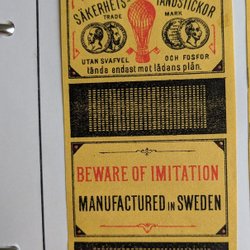 SÄKERHETS- TÄNDSTICKOR
TRADE MARK
UTAN SVAFVEL OCH FOSFOR
tända endast mot lådans plån.
BEWARE OF IMITATION
MANUFACTURED IN SWEDEN